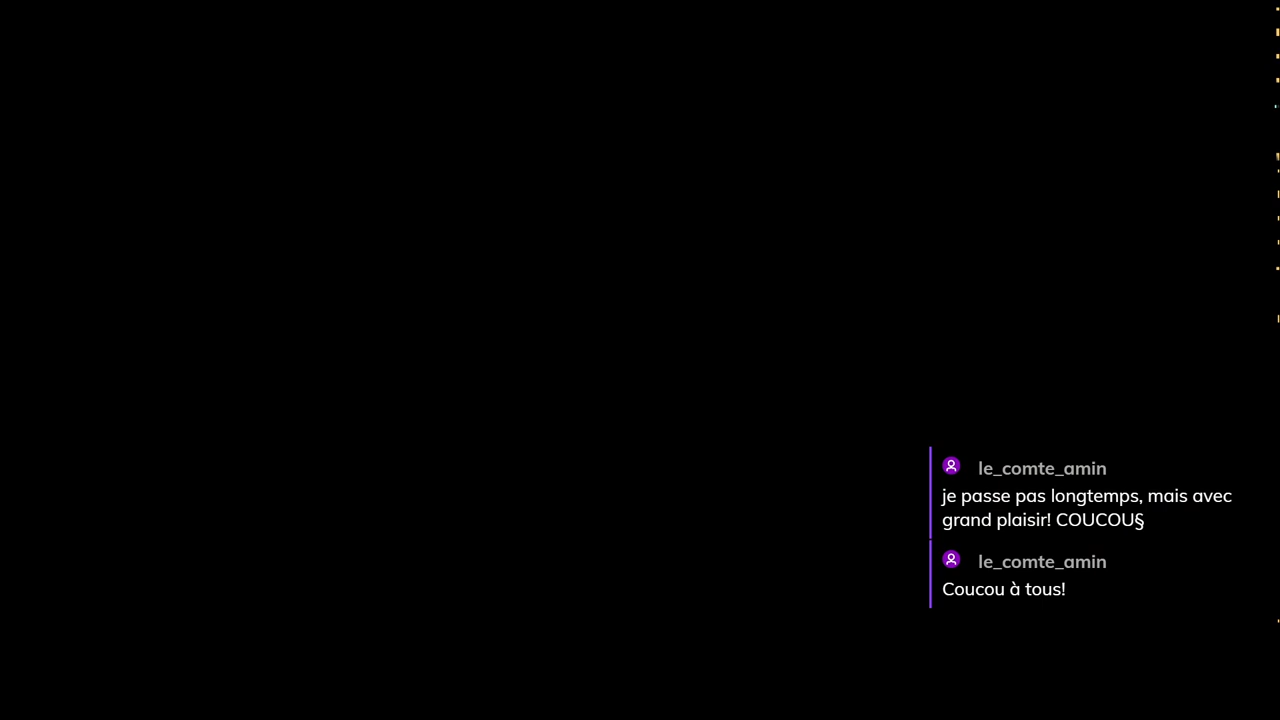 le_comte_amin
je passe pas longtemps, mais avec
grand plaisir! COUCOU§
le_comte_amin
Coucou à tous!